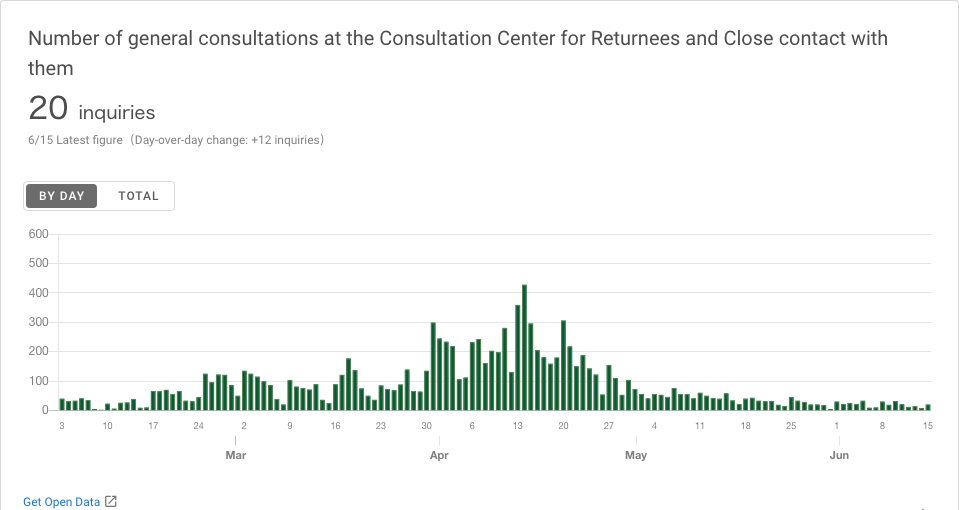 Number of general consultations at the Consultation Center for Returnees and Close contact with
them
20 inquiries
6/15 Latest figure（Day-over-day change: +12 inquiries）
BY DAY TOTAL
600
500
400
300
200
100
0
3 10 17 24 2 9 16 23 30 6 13 20 27 4 11 18 25 1 8 15
Mar Apr May Jun
Get Open Data